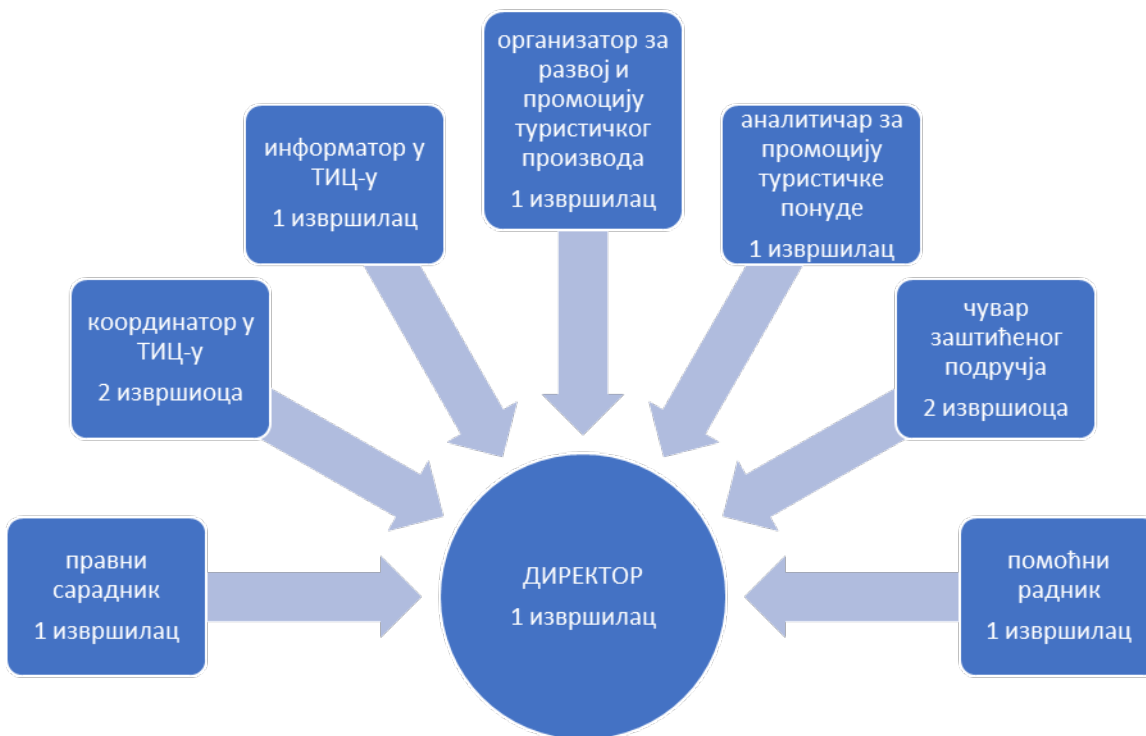 правни
сарадник
1 извршилац
координатор у
ТИЦ-у
2 извршиоца
информатор у
ТИЦ-у
1 извршилац
организатор за
развој и
промоцију
туристичког
производа
1 извршилац
аналитичар за
промоцију
туристичке
понуде
1 извршилац
чувар
заштићеног
подручја
2 извршиоца
помоћни
радник
1 извршилац
ДИРЕКТОР
1 извршилац